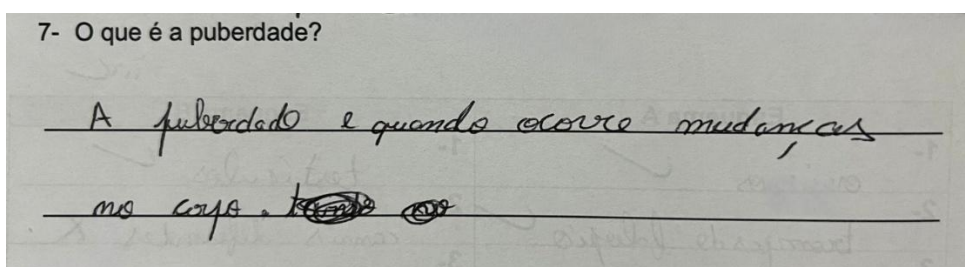 7- O que é a puberdade?
A puberdade e quando ocorre mudanças
no corpo.